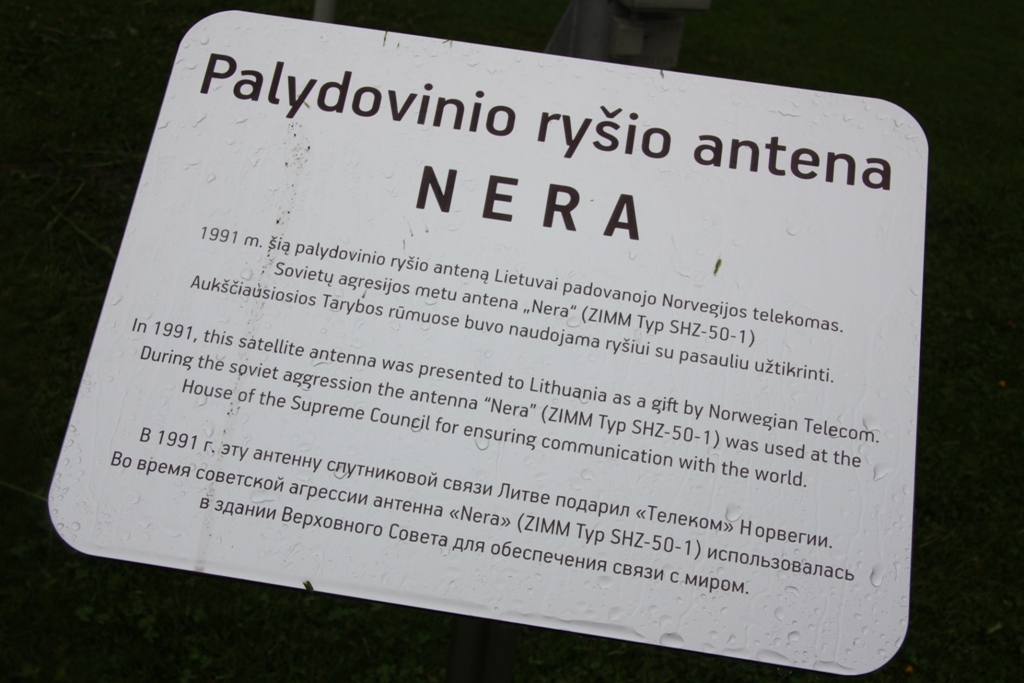 Palydovinio ryšio antena
NERA
1991 m. šią palydovinio ryšio anteną Lietuvai padovanojo Norvegijos telekomas.
Sovietų agresijos metu antena „Nera“ (ZIMM Typ SHZ-50-1)
Aukščiausiosios Tarybos rūmuose buvo naudojama ryšiui su pasauliu užtikrinti.
In 1991, this satellite antenna was presented to Lithuania as a gift by Norwegian Telecom.
During the soviet aggression the antenna “Nera” (ZIMM Typ SHZ-50-1) was used at the
House of the Supreme Council for ensuring communication with the world.
В 1991 г. эту антенну спутниковой связи Литве подарил «Телеком» Норвегии.
Во время советской агрессии антенна «Nera» (ZIMM Typ SHZ-50-1) использовалась
в здании Верховного Совета для обеспечения связи с миром.